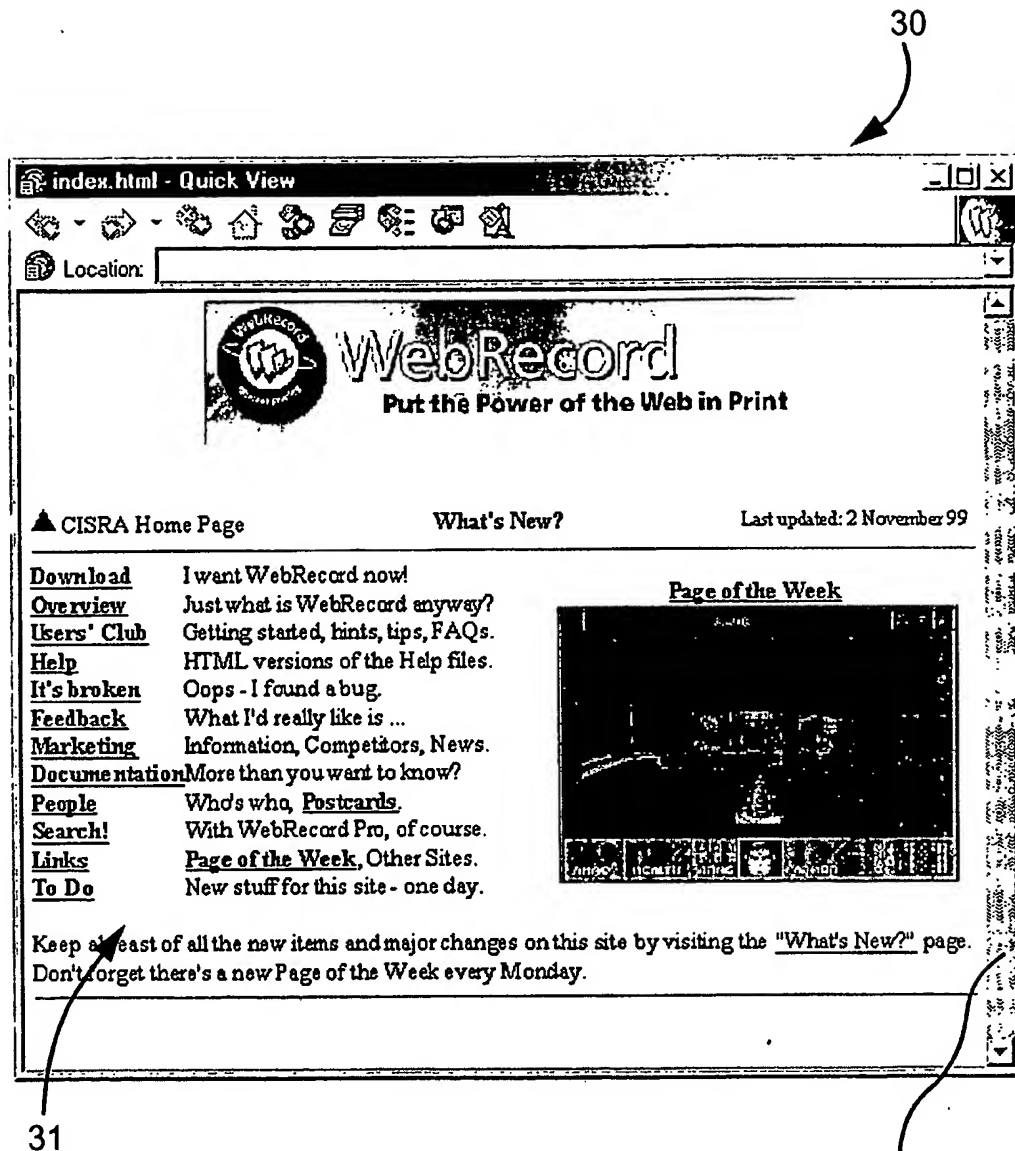 30
index.html - Quick View
Location:
WebRecord
WebRecord
Put the Power of the Web in Print
CISRA Home Page What's New? Last updated: 2 November 99
Download I want WebRecord now!
Overview Just what is WebRecord anyway?
Users' Club Getting started, hints, tips, FAQs.
Help HTML versions of the Help files.
It's broken Oops - I found a bug.
Feedback What I'd really like is ...
Marketing Information, Competitors, News.
Documentation More than you want to know?
People Who's who, Postcards.
Search! With WebRecord Pro, of course.
Links Page of the Week, Other Sites.
To Do New stuff for this site - one day.
Page of the Week
Keep abreast of all the new items and major changes on this site by visiting the "What's New?" page.
Don't forget there's a new Page of the Week every Monday.
31